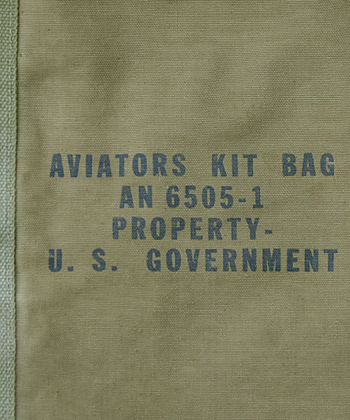 AVIATORS KIT BAG
AN 6505-1
PROPERTY-
U. S. GOVERNMENT